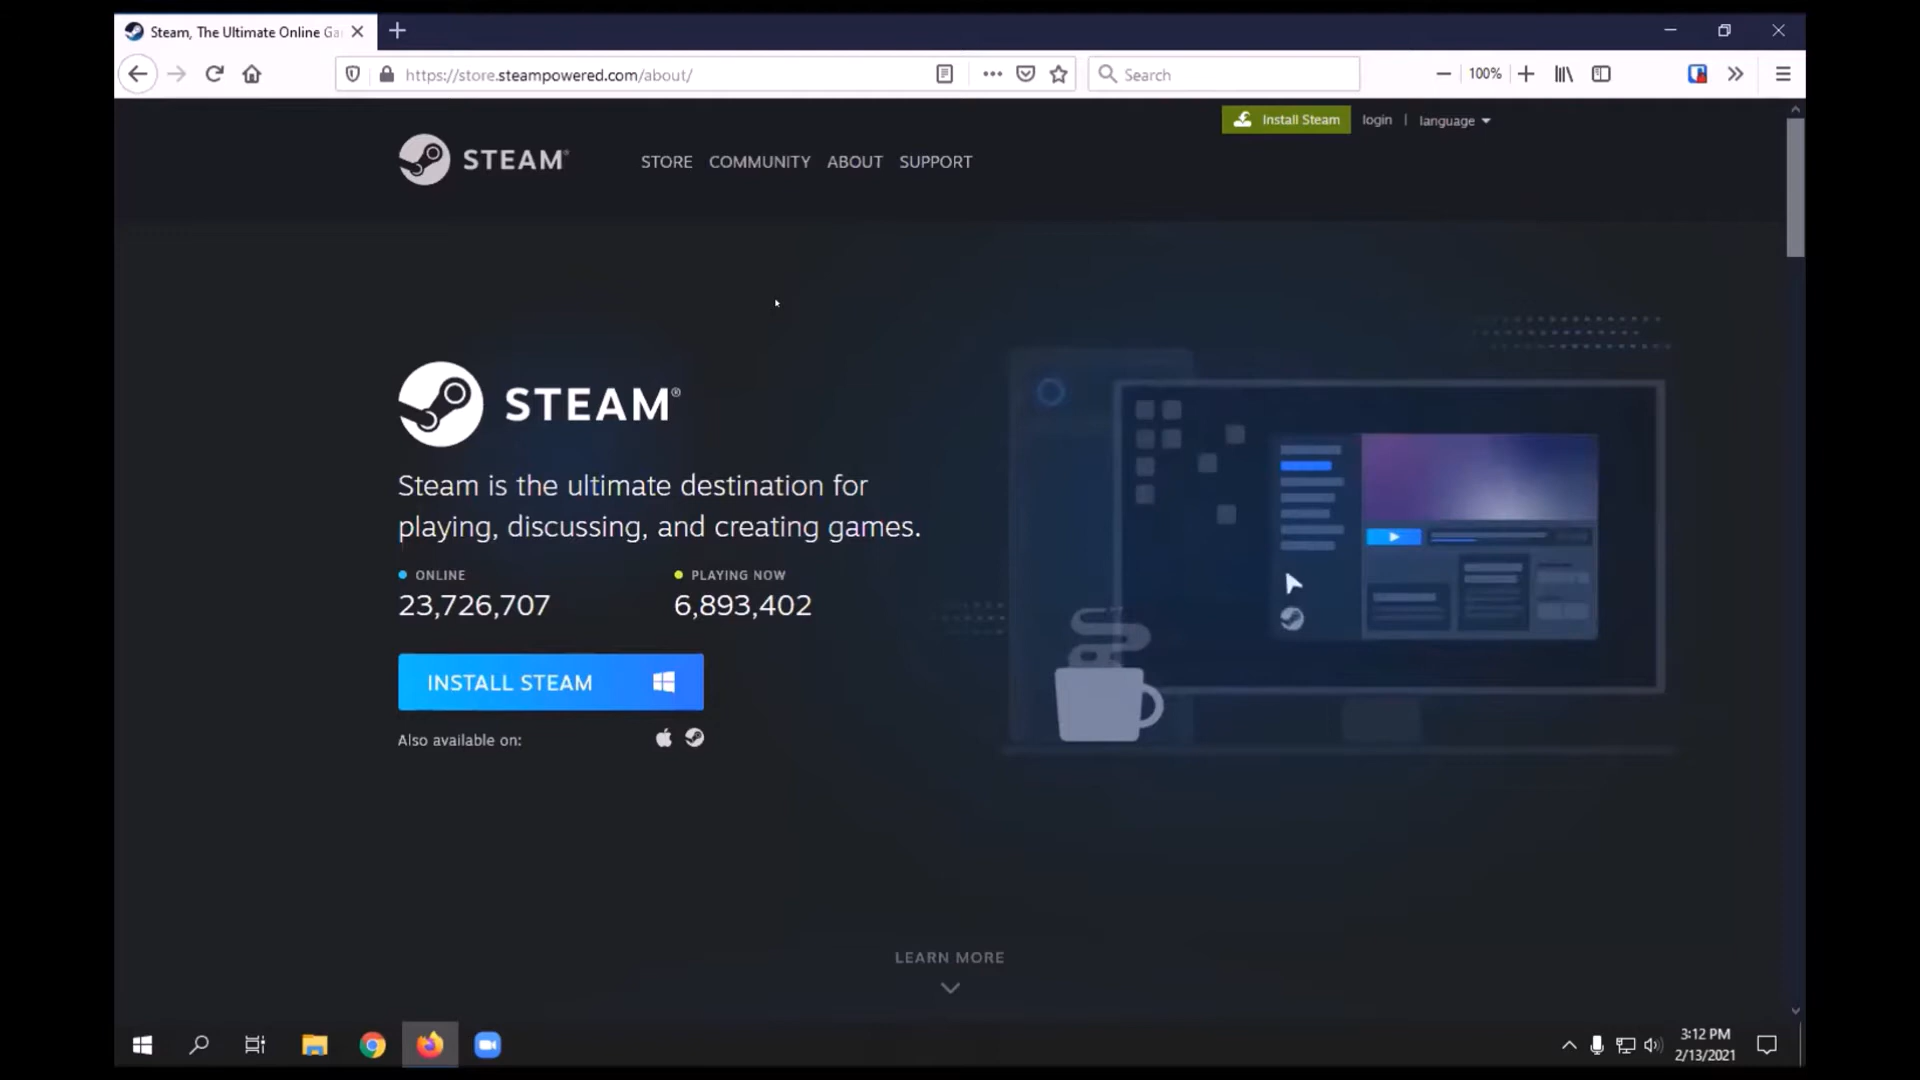 Steam, The Ultimate Online Ga
https://store.steampowered.com/about/
Search
100%
Install Steam
login
language
STEAM®
STORE
COMMUNITY
ABOUT
SUPPORT
STEAM®
Steam is the ultimate destination for
playing, discussing, and creating games.
ONLINE
PLAYING NOW
23,726,707
6,893,402
INSTALL STEAM
Also available on:
LEARN MORE
3:12 PM
2/13/2021